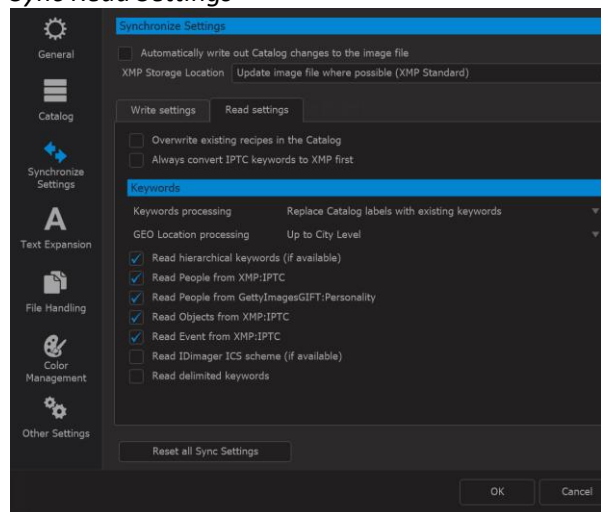 Sync Read Settings
General
Catalog
Synchronize
Settings
Text Expansion
File Handling
Color
Management
Other Settings
Synchronize Settings
Automatically write out Catalog changes to the image file
XMP Storage Location Update image file where possible (XMP Standard)
Write settings Read settings
Overwrite existing recipes in the Catalog
Always convert IPTC keywords to XMP first
Keywords
Keywords processing Replace Catalog labels with existing keywords
GEO Location processing Up to City Level
Read hierarchical keywords (if available)
Read People from XMP:IPTC
Read People from GettyImagesGIFT:Personality
Read Objects from XMP:IPTC
Read Event from XMP:IPTC
Read IDimager ICS scheme (if available)
Read delimited keywords
Reset all Sync Settings
OK Cancel